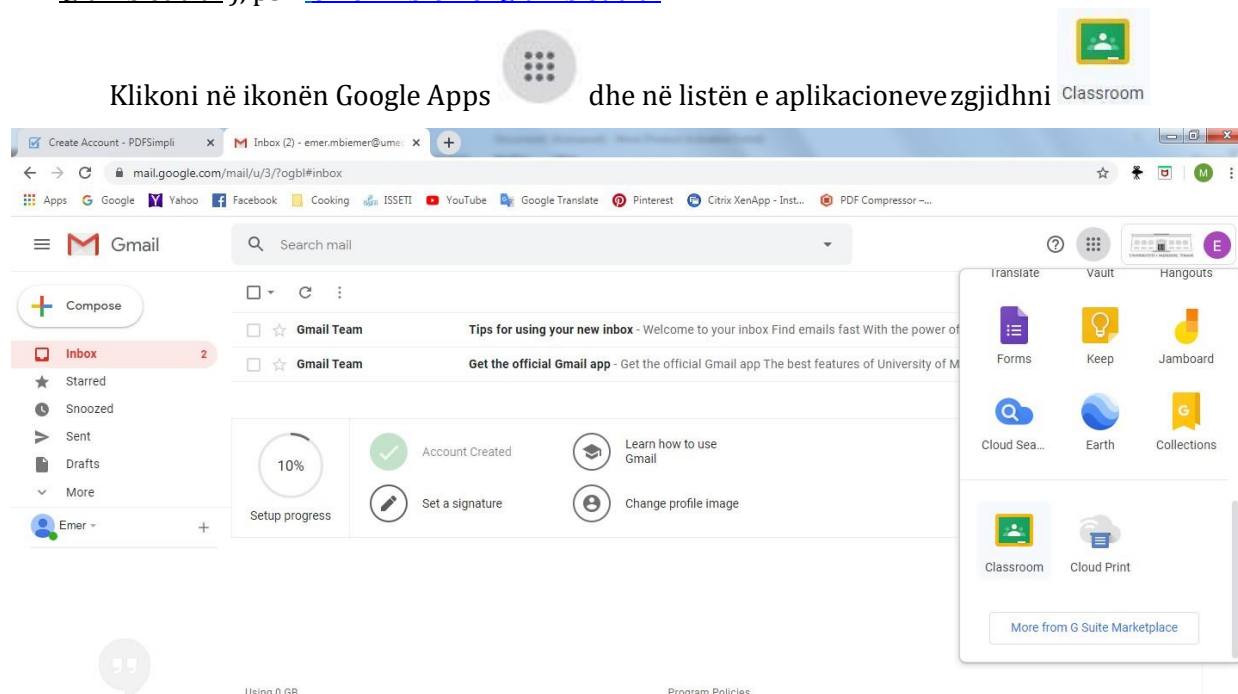 Klikoni në ikonën Google Apps dhe në listën e aplikacioneve zgjidhni Classroom
Create Account - PDFSimpli
Inbox (2) - emer.mbiemer@ume
mail.google.com/mail/u/3/?ogbl#inbox
Apps Google Yahoo Facebook Cooking ISSETI YouTube Google Translate Pinterest Citrix XenApp - Inst... PDF Compressor –...
Gmail
Search mail
E
Translate Vault Hangouts
Compose
Gmail Team Tips for using your new inbox - Welcome to your inbox Find emails fast With the power of
Inbox 2
Gmail Team Get the official Gmail app - Get the official Gmail app The best features of University of M
Forms Keep Jamboard
Starred
Snoozed
Sent
Drafts
More
Emer
10%
Setup progress
Account Created
Learn how to use
Gmail
Set a signature
Change profile image
Cloud Sea... Earth Collections
Classroom Cloud Print
More from G Suite Marketplace
Using 0 GB
Program Policies